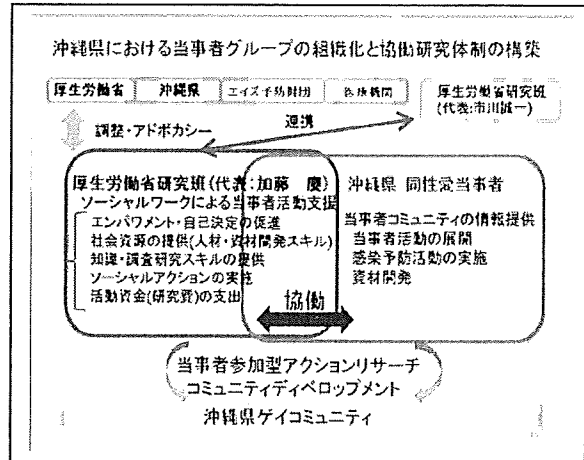 沖縄県における当事者グループの組織化と協働研究体制の構築
厚生労働省
沖縄県
エイズ予防財団
各検査機関
厚生労働省研究班
(代表:市川誠一)
調整・アドボカシー
連携
厚生労働省研究班(代表:加藤 慶)
ソーシャルワークによる当事者活動支援
エンパワメント・自己決定の促進
社会資源の提供(人材・資材開発スキル)
知識・調査研究スキルの提供
ソーシャルアクションの実施
活動資金(研究費)の支出
沖縄県 同性愛当事者
当事者コミュニティの情報提供
当事者活動の展開
感染予防活動の実施
資材開発
協働
当事者参加型アクションリサーチ
コミュニティディベロップメント
沖縄県ゲイコミュニティ